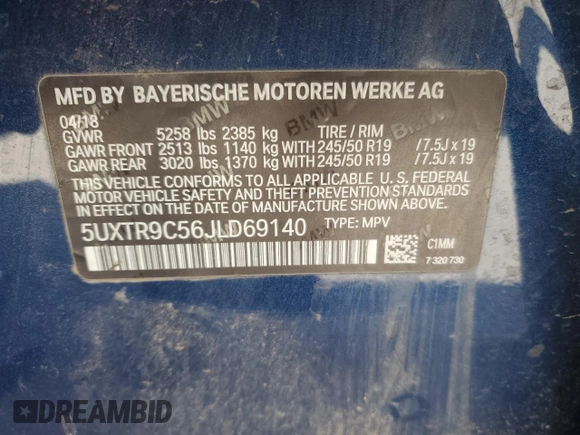 MFD BY BAYERISCHE MOTOREN WERKE AG
04/18
GVWR 5258 lbs 2385 kg TIRE / RIM
GAWR FRONT 2513 lbs 1140 kg WITH 245/50 R19 /7.5J x 19
GAWR REAR 3020 lbs 1370 kg WITH 245/50 R19 /7.5J x 19
THIS VEHICLE CONFORMS TO ALL APPLICABLE U. S. FEDERAL
MOTOR VEHICLE SAFETY AND THEFT PREVENTION STANDARDS
IN EFFECT ON THE DATE OF MANUFACTURE SHOWN ABOVE.
5UXTR9C56JLD69140 TYPE: MPV
C1MM
7 320 730
BMW
BMW
BMW
DREAMBID